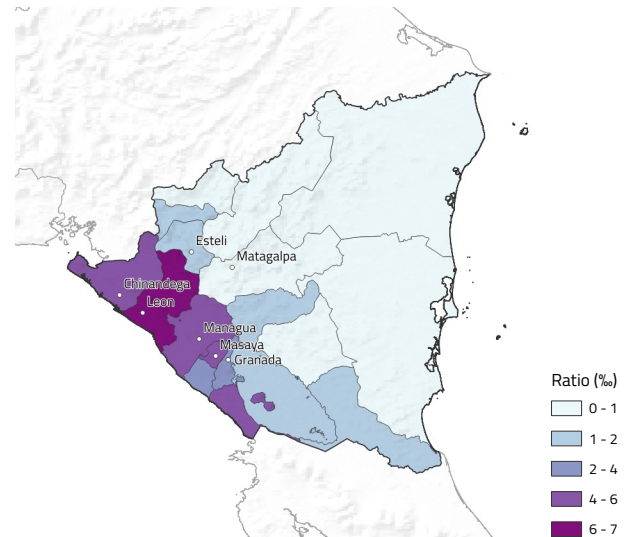 Esteli
Matagalpa
Chinandega
Leon
Managua
Masaya
Granada
Ratio (‰)
0 - 1
1 - 2
2 - 4
4 - 6
6 - 7